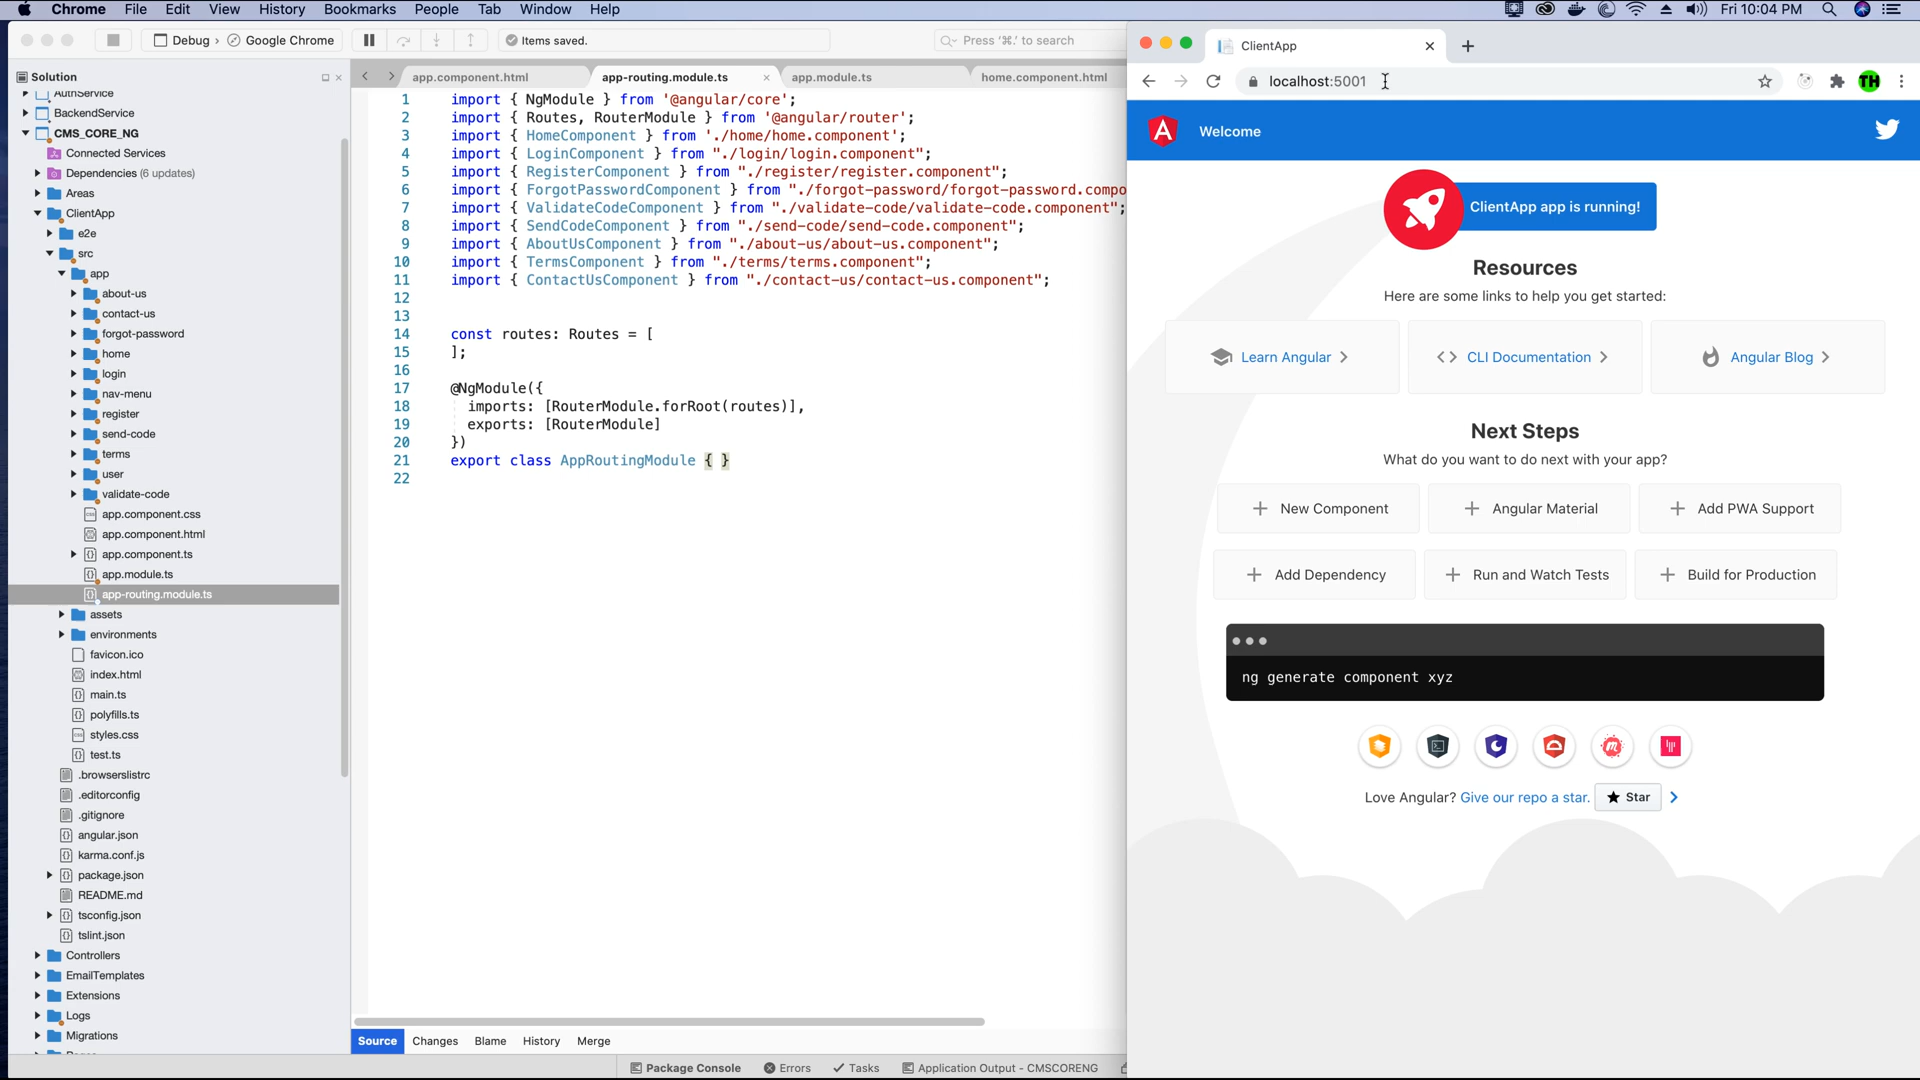 Chrome File Edit View History Bookmarks People Tab Window Help
Fri 10:04 PM
Debug › Google Chrome
Items saved.
Press '⌘.' to search
Solution
AuthService
BackendService
CMS_CORE_NG
Connected Services
Dependencies (6 updates)
Areas
ClientApp
e2e
src
app
about-us
contact-us
forgot-password
home
login
nav-menu
register
send-code
terms
user
validate-code
app.component.css
app.component.html
app.component.ts
app.module.ts
app-routing.module.ts
assets
environments
favicon.ico
index.html
main.ts
polyfills.ts
styles.css
test.ts
.browserslistrc
.editorconfig
.gitignore
angular.json
karma.conf.js
package.json
README.md
tsconfig.json
tslint.json
Controllers
EmailTemplates
Extensions
Logs
Migrations
app.component.html app-routing.module.ts app.module.ts home.component.html
1 import { NgModule } from '@angular/core';
2 import { Routes, RouterModule } from '@angular/router';
3 import { HomeComponent } from './home/home.component';
4 import { LoginComponent } from "./login/login.component";
5 import { RegisterComponent } from "./register/register.component";
6 import { ForgotPasswordComponent } from "./forgot-password/forgot-password.compo
7 import { ValidateCodeComponent } from "./validate-code/validate-code.component";
8 import { SendCodeComponent } from "./send-code/send-code.component";
9 import { AboutUsComponent } from "./about-us/about-us.component";
10 import { TermsComponent } from "./terms/terms.component";
11 import { ContactUsComponent } from "./contact-us/contact-us.component";
12
13
14 const routes: Routes = [
15 ];
16
17 @NgModule({
18 imports: [RouterModule.forRoot(routes)],
19 exports: [RouterModule]
20 })
21 export class AppRoutingModule { }
22
Source Changes Blame History Merge
Package Console Errors Tasks Application Output - CMSCORENG
ClientApp
localhost:5001
TH
A Welcome
ClientApp app is running!
Resources
Here are some links to help you get started:
Learn Angular
CLI Documentation
Angular Blog
Next Steps
What do you want to do next with your app?
New Component
Angular Material
Add PWA Support
Add Dependency
Run and Watch Tests
Build for Production
ng generate component xyz
Love Angular? Give our repo a star. Star